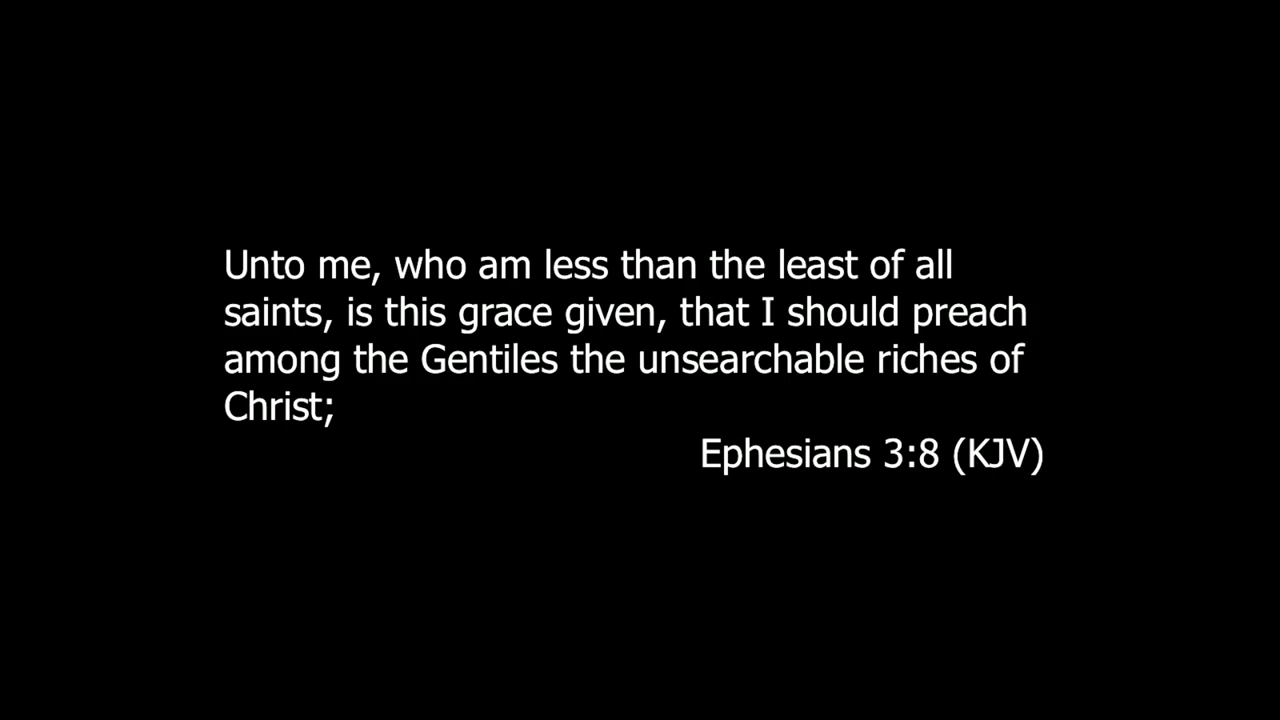 Unto me, who am less than the least of all
saints, is this grace given, that I should preach
among the Gentiles the unsearchable riches of
Christ;
Ephesians 3:8 (KJV)